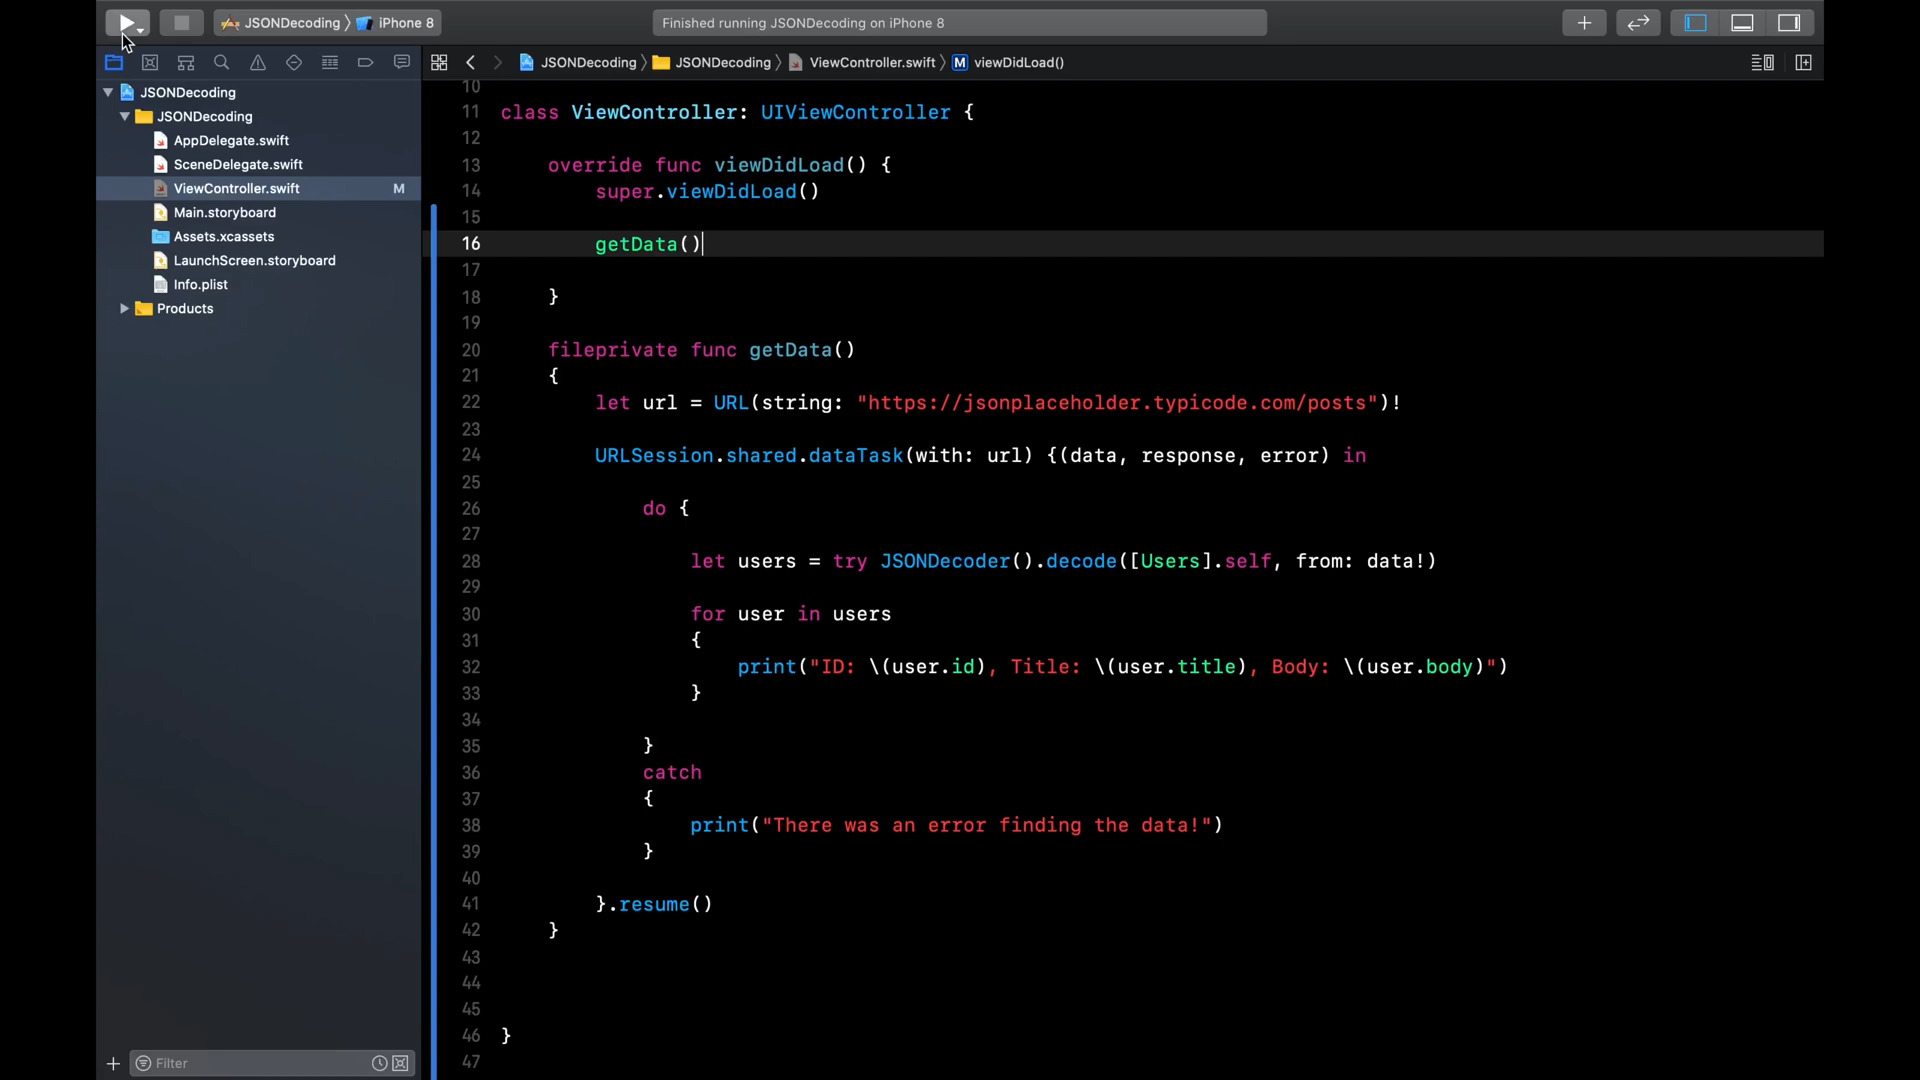 JSONDecoding › iPhone 8
Finished running JSONDecoding on iPhone 8
JSONDecoding › JSONDecoding › ViewController.swift › M viewDidLoad()
JSONDecoding
JSONDecoding
AppDelegate.swift
SceneDelegate.swift
ViewController.swift M
Main.storyboard
Assets.xcassets
LaunchScreen.storyboard
Info.plist
Products
Filter
10
11 class ViewController: UIViewController {
12
13 override func viewDidLoad() {
14 super.viewDidLoad()
15
16 getData()
17
18 }
19
20 fileprivate func getData()
21 {
22 let url = URL(string: "https://jsonplaceholder.typicode.com/posts")!
23
24 URLSession.shared.dataTask(with: url) {(data, response, error) in
25
26 do {
27
28 let users = try JSONDecoder().decode([Users].self, from: data!)
29
30 for user in users
31 {
32 print("ID: \(user.id), Title: \(user.title), Body: \(user.body)")
33 }
34
35 }
36 catch
37 {
38 print("There was an error finding the data!")
39 }
40
41 }.resume()
42 }
43
44
45
46 }
47